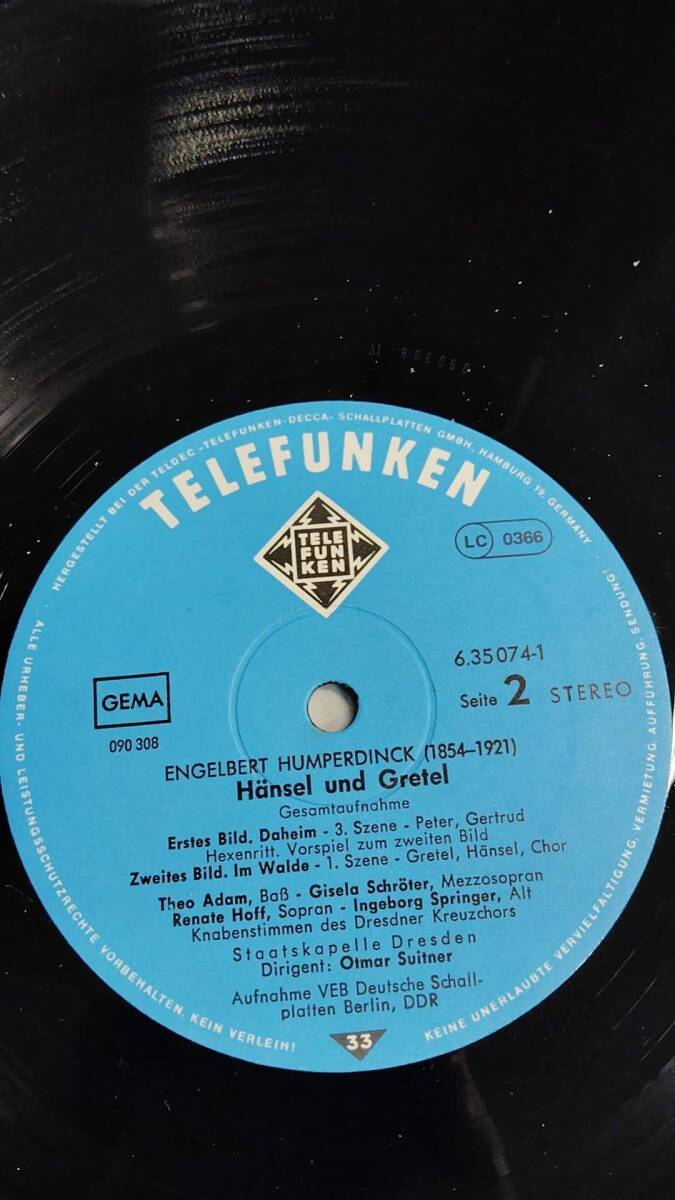 090308 IV
HERGESTELLT BEI DER TELDEC -TELEFUNKEN-DECCA- SCHALLPLATTEN GMBH., HAMBURG 19, GERMANY
TELEFUNKEN
TELE
FUN
KEN
LC 0366
GEMA
090 308
6.35074-1
Seite 2 STEREO
ENGELBERT HUMPERDINCK (1854–1921)
Hänsel und Gretel
Gesamtaufnahme
Erstes Bild. Daheim - 3. Szene - Peter, Gertrud
Hexenritt. Vorspiel zum zweiten Bild
Zweites Bild. Im Walde - 1. Szene - Gretel, Hänsel, Chor
Theo Adam, Baß - Gisela Schröter, Mezzosopran
Renate Hoff, Sopran - Ingeborg Springer, Alt
Knabenstimmen des Dresdner Kreuzchors
Staatskapelle Dresden
Dirigent: Otmar Suitner
Aufnahme VEB Deutsche Schall-
platten Berlin, DDR
33
ALLE URHEBER- UND LEISTUNGSSCHUTZRECHTE VORBEHALTEN. KEIN VERLEIH!
KEINE UNERLAUBTE VERVIELFÄLTIGUNG, VERMIETUNG, AUFFÜHRUNG, SENDUNG!